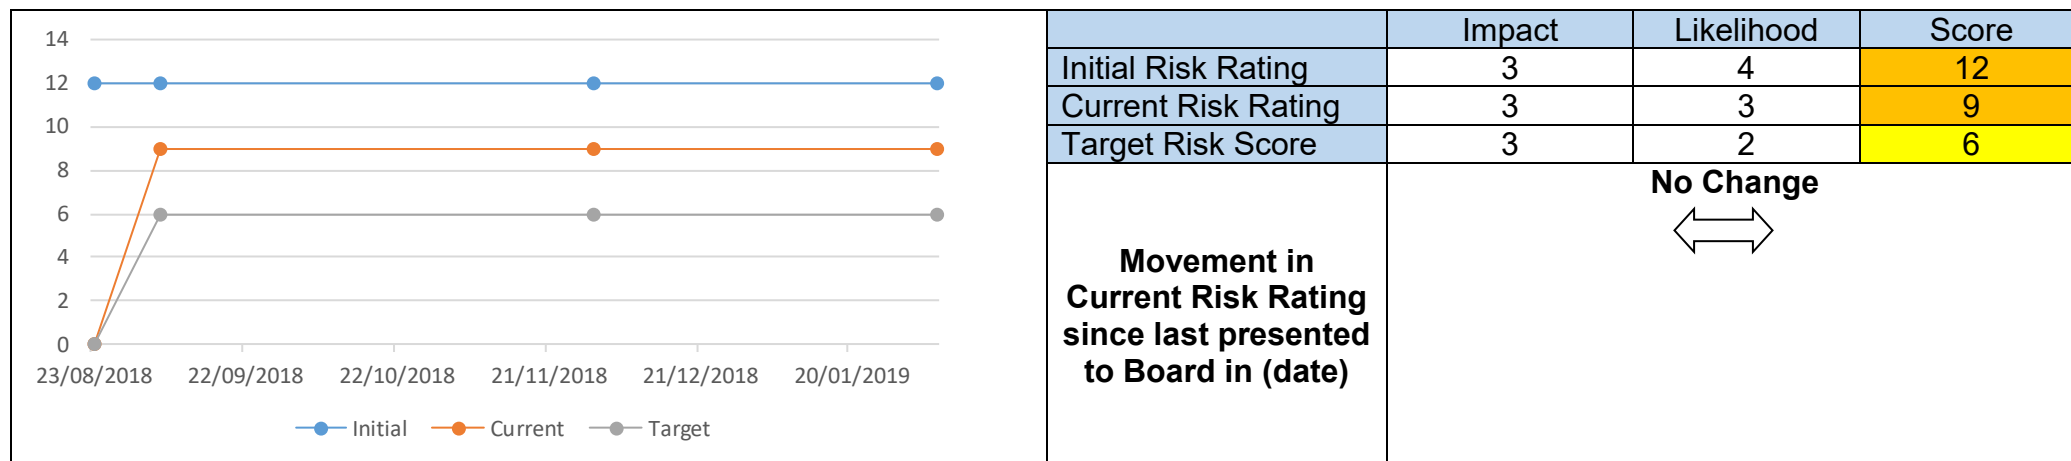 14
12
10
8
6
4
2
0
23/08/2018 22/09/2018 22/10/2018 21/11/2018 21/12/2018 20/01/2019
Initial Current Target
Impact Likelihood Score
Initial Risk Rating 3 4 12
Current Risk Rating 3 3 9
Target Risk Score 3 2 6
Movement in
Current Risk Rating
since last presented
to Board in (date)
No Change